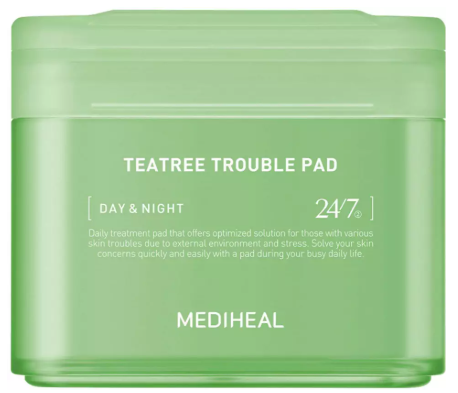 TEATREE TROUBLE PAD
[ DAY & NIGHT 24/7 ]
Daily treatment pad that offers optimized solution for those with various
skin troubles due to external environment and stress. Solve your skin
concerns quickly and easily with a pad during your busy daily life.
MEDIHEAL